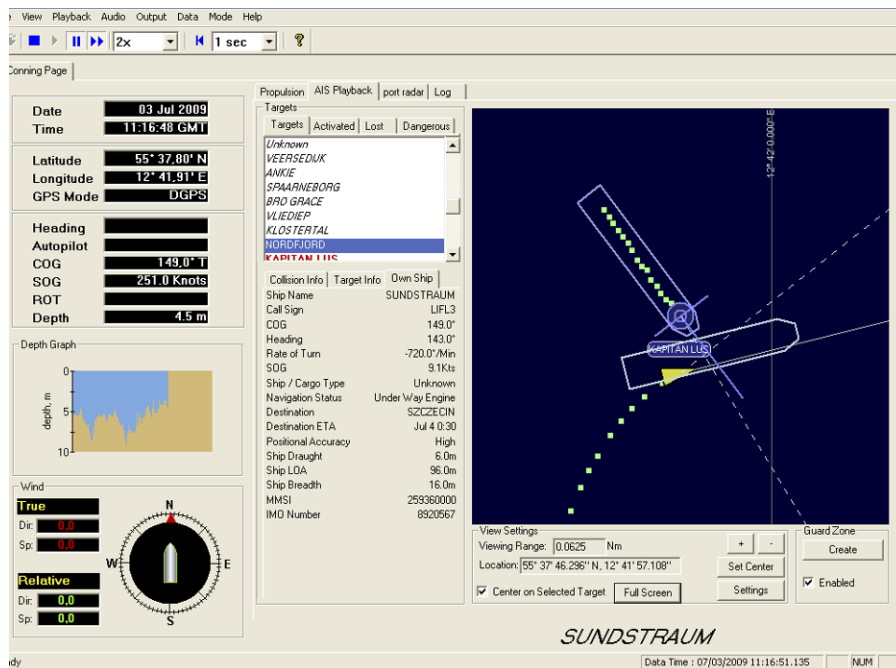 View Playback Audio Output Data Mode Help
2x 1 sec
Conning Page
Propulsion AIS Playback port radar Log
Date 03 Jul 2009
Time 11:16:48 GMT
Latitude 55° 37,80' N
Longitude 12° 41,91' E
GPS Mode DGPS
Heading
Autopilot
COG 149,0° T
SOG 251.0 Knots
ROT
Depth 4.5 m
Depth Graph
depth, m
0
5
10
Wind
True
Dir: 0,0
Sp: 0,0
Relative
Dir: 0,0
Sp: 0,0
N
W E
S
Targets
Targets Activated Lost Dangerous
Unknown
VEERSEDIJK
ANKIE
SPAARNEBORG
BRO GRACE
VLIEDIEP
KLOSTERTAL
NORDFJORD
KAPITAN LUS
Collision Info Target Info Own Ship
Ship Name SUNDSTRAUM
Call Sign LIFL3
COG 149.0°
Heading 143.0°
Rate of Turn -720.0°/Min
SOG 9.1Kts
Ship / Cargo Type Unknown
Navigation Status Under Way Engine
Destination SZCZECIN
Destination ETA Jul 4 0:30
Positional Accuracy High
Ship Draught 6.0m
Ship LOA 96.0m
Ship Breadth 16.0m
MMSI 259360000
IMO Number 8920567
12° 42:0.000" E
KAPITAN LUS
View Settings
Viewing Range: 0.0625 Nm + -
Location: 55° 37' 46.296'' N, 12° 41' 57.108'' Set Center
Center on Selected Target Full Screen Settings
Guard Zone
Create
Enabled
SUNDSTRAUM
Data Time : 07/03/2009 11:16:51.135 NUM